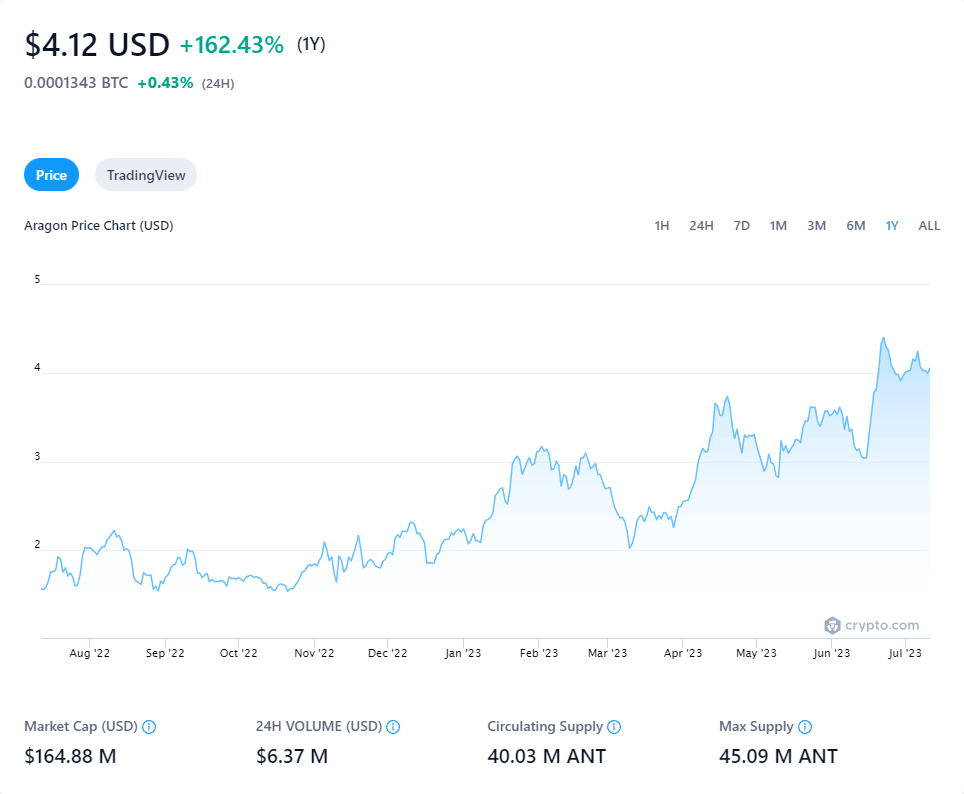 $4.12 USD +162.43% (1Y)
0.0001343 BTC +0.43% (24H)
Price TradingView
Aragon Price Chart (USD) 1H 24H 7D 1M 3M 6M 1Y ALL
5
4
3
2
crypto.com
Aug '22 Sep '22 Oct '22 Nov '22 Dec '22 Jan '23 Feb '23 Mar '23 Apr '23 May '23 Jun '23 Jul '23
Market Cap (USD) 24H VOLUME (USD) Circulating Supply Max Supply
$164.88 M $6.37 M 40.03 M ANT 45.09 M ANT